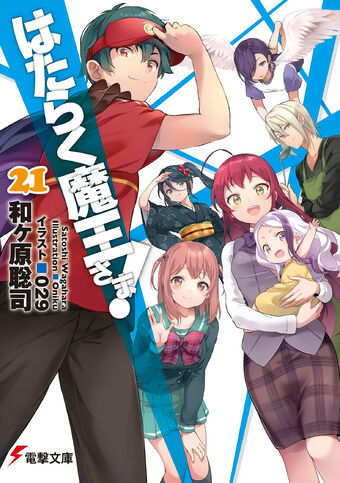 はたらく魔王さま!
21
和ヶ原聡司
イラスト■029
Satoshi Wagahara
Illustration ■ Oniku
電撃文庫